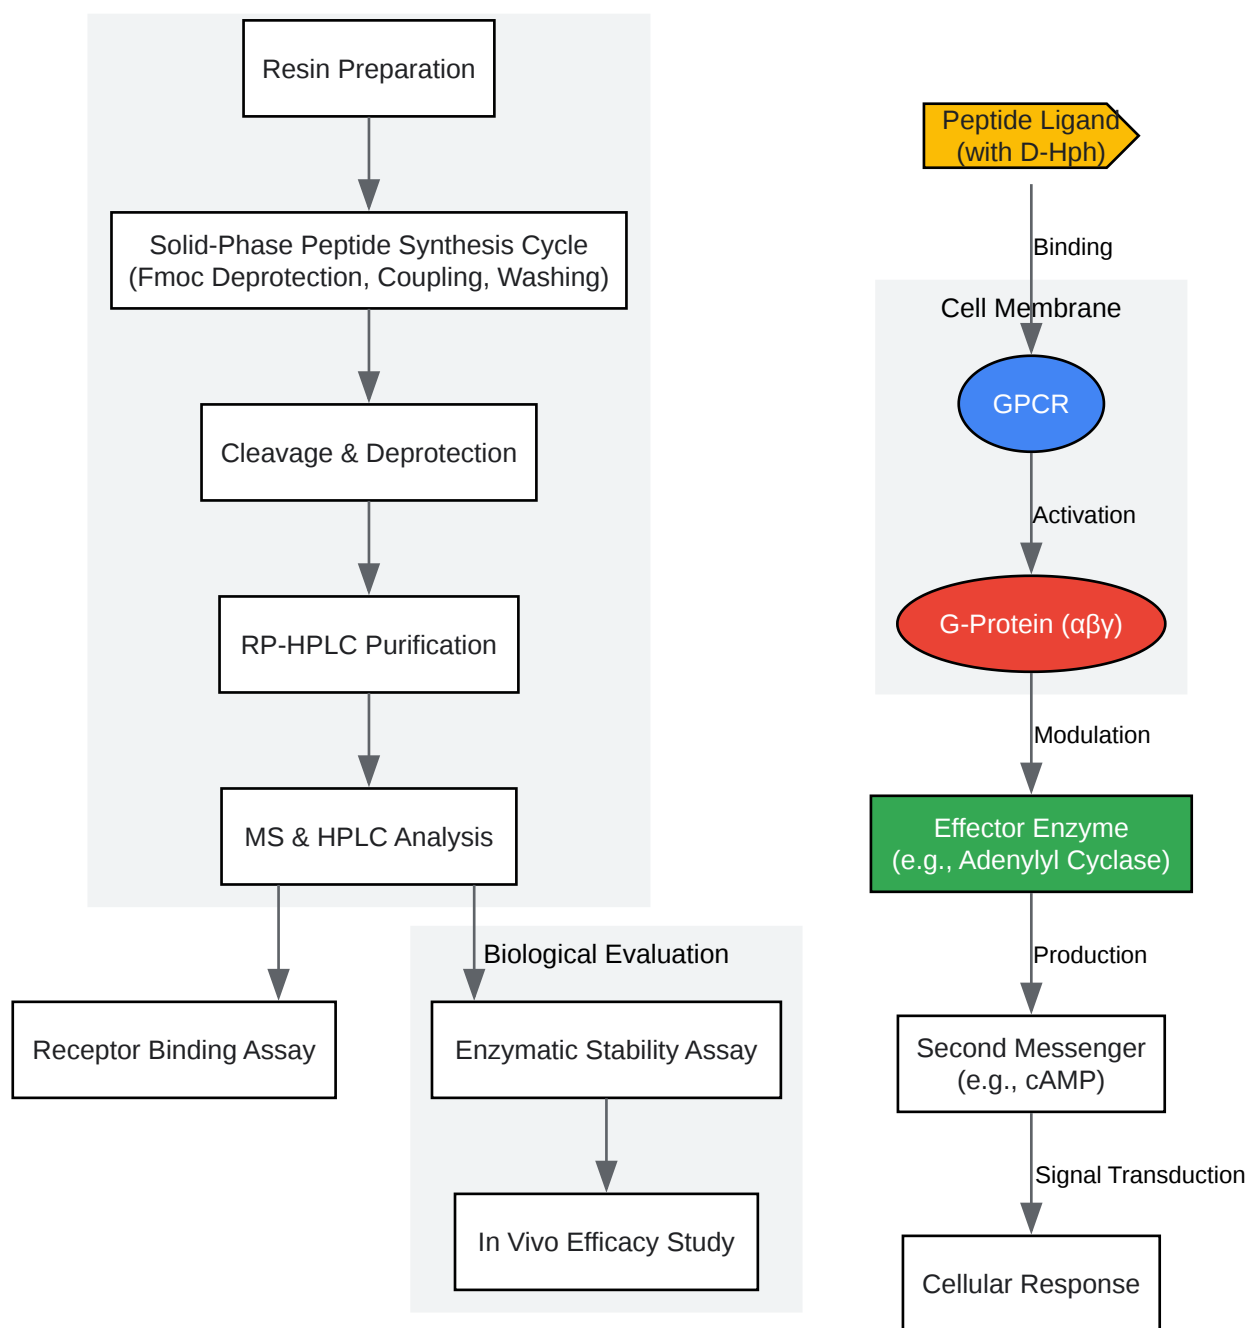 Resin Preparation
Solid-Phase Peptide Synthesis Cycle
(Fmoc Deprotection, Coupling, Washing)
Cleavage & Deprotection
RP-HPLC Purification
MS & HPLC Analysis
Receptor Binding Assay
Biological Evaluation
Enzymatic Stability Assay
In Vivo Efficacy Study
Peptide Ligand
(with D-Hph)
Binding
Cell Membrane
GPCR
Activation
G-Protein (αβγ)
Modulation
Effector Enzyme
(e.g., Adenylyl Cyclase)
Production
Second Messenger
(e.g., cAMP)
Signal Transduction
Cellular Response